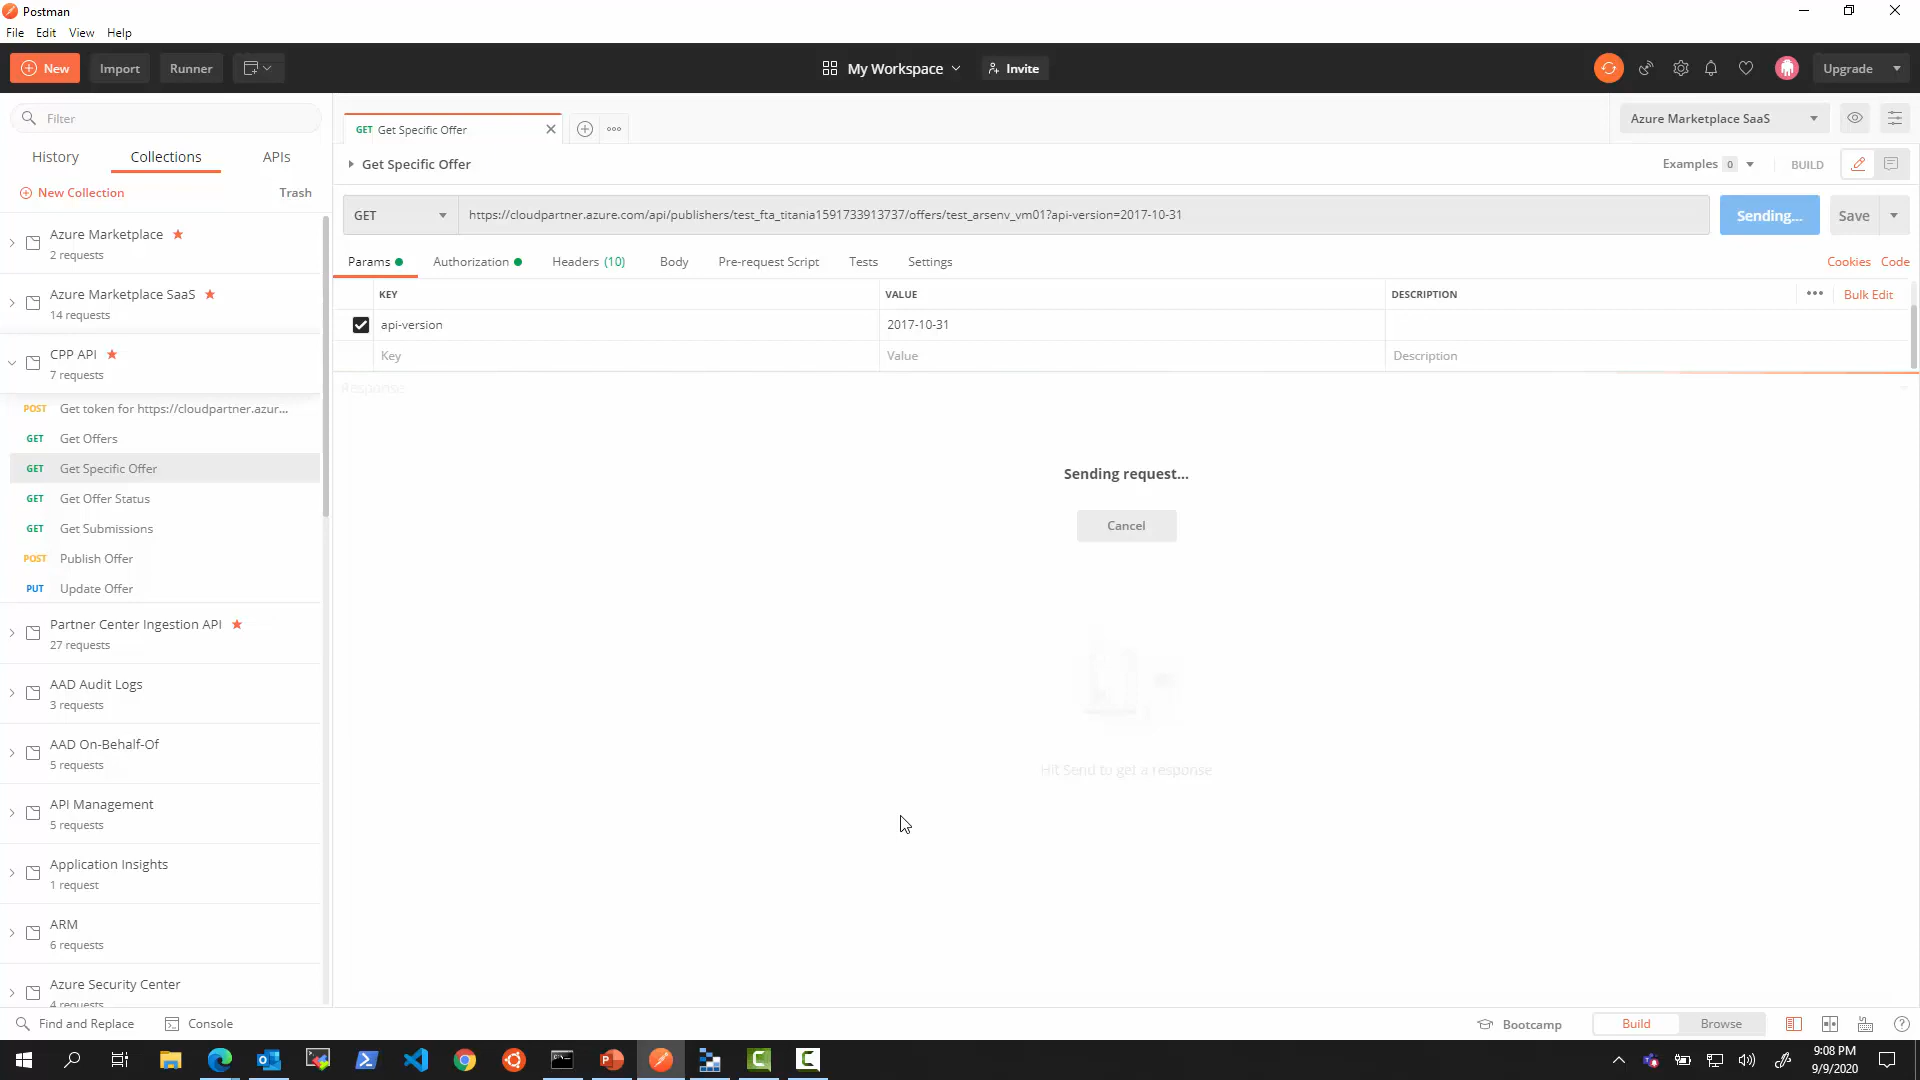 Postman
File Edit View Help
New Import Runner My Workspace Invite Upgrade
Filter
History Collections APIs
New Collection Trash
Azure Marketplace
2 requests
Azure Marketplace SaaS
14 requests
CPP API
7 requests
POST Get token for https://cloudpartner.azur...
GET Get Offers
GET Get Specific Offer
GET Get Offer Status
GET Get Submissions
POST Publish Offer
PUT Update Offer
Partner Center Ingestion API
27 requests
AAD Audit Logs
3 requests
AAD On-Behalf-Of
5 requests
API Management
5 requests
Application Insights
1 request
ARM
6 requests
Azure Security Center
4 requests
GET Get Specific Offer
Azure Marketplace SaaS
Get Specific Offer
Examples 0 BUILD
GET https://cloudpartner.azure.com/api/publishers/test_fta_titania1591733913737/offers/test_arsenv_vm01?api-version=2017-10-31 Sending... Save
Params Authorization Headers (10) Body Pre-request Script Tests Settings Cookies Code
KEY VALUE DESCRIPTION ••• Bulk Edit
api-version 2017-10-31
Key Value Description
Response
Sending request...
Cancel
Hit Send to get a response
Find and Replace Console Bootcamp Build Browse
9:08 PM
9/9/2020